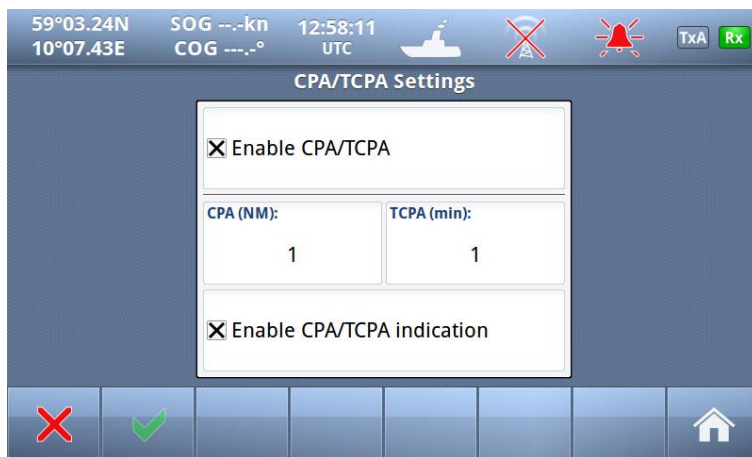 59°03.24N SOG --.-kn 12:58:11
10°07.43E COG ---.-° UTC TxA Rx
CPA/TCPA Settings
Enable CPA/TCPA
CPA (NM): TCPA (min):
1 1
Enable CPA/TCPA indication